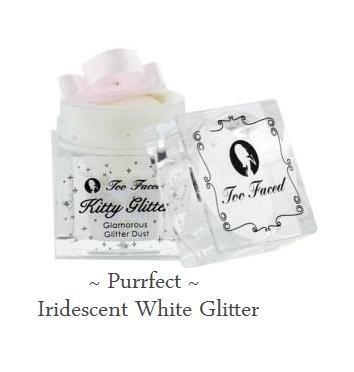 Too Faced
Kitty Glitter
Glamorous
Glitter Dust
Too Faced
~ Purrfect ~
Iridescent White Glitter